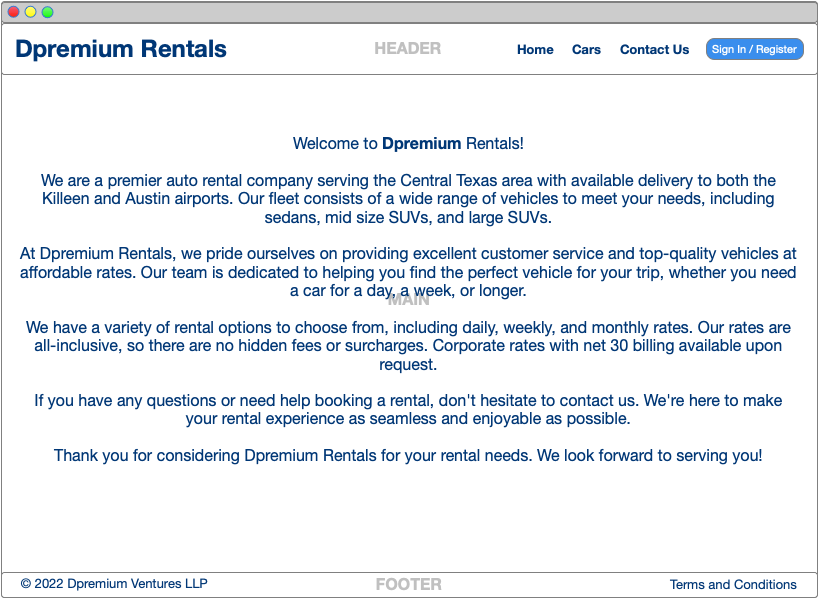 Dpremium Rentals
HEADER
Home
Cars
Contact Us
Sign In / Register
Welcome to Dpremium Rentals!
We are a premier auto rental company serving the Central Texas area with available delivery to both the
Killeen and Austin airports. Our fleet consists of a wide range of vehicles to meet your needs, including
sedans, mid size SUVs, and large SUVs.
At Dpremium Rentals, we pride ourselves on providing excellent customer service and top-quality vehicles at
affordable rates. Our team is dedicated to helping you find the perfect vehicle for your trip, whether you need
a car for a day, a week, or longer.
MAIN
We have a variety of rental options to choose from, including daily, weekly, and monthly rates. Our rates are
all-inclusive, so there are no hidden fees or surcharges. Corporate rates with net 30 billing available upon
request.
If you have any questions or need help booking a rental, don't hesitate to contact us. We're here to make
your rental experience as seamless and enjoyable as possible.
Thank you for considering Dpremium Rentals for your rental needs. We look forward to serving you!
© 2022 Dpremium Ventures LLP
FOOTER
Terms and Conditions